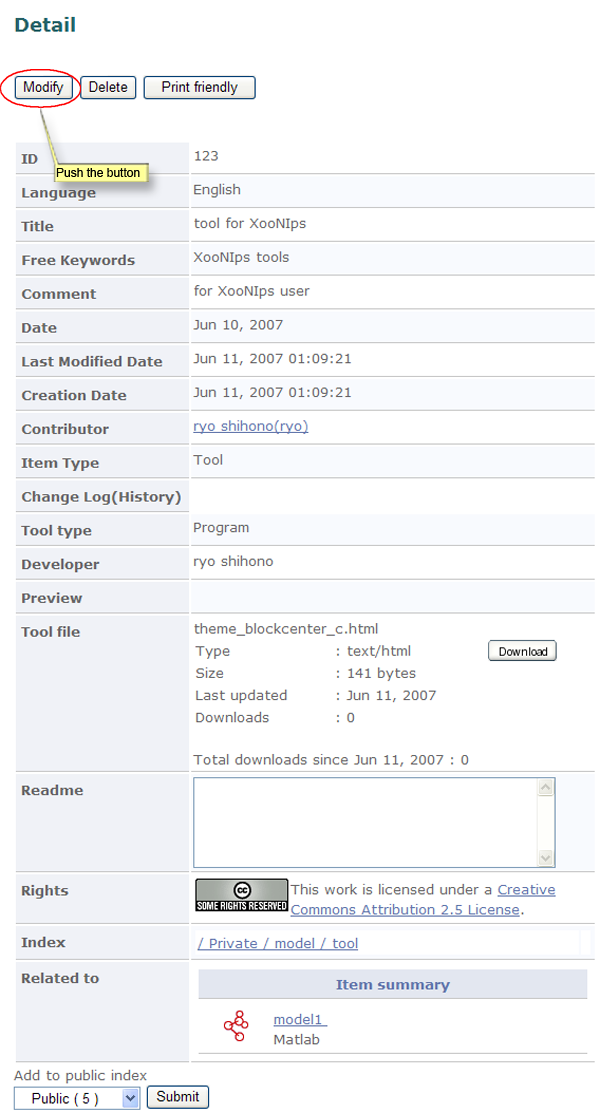 Detail
Modify Delete Print friendly
Push the button
ID 123
Language English
Title tool for XooNIps
Free Keywords XooNIps tools
Comment for XooNIps user
Date Jun 10, 2007
Last Modified Date Jun 11, 2007 01:09:21
Creation Date Jun 11, 2007 01:09:21
Contributor ryo shihono(ryo)
Item Type Tool
Change Log(History)
Tool type Program
Developer ryo shihono
Preview
Tool file theme_blockcenter_c.html
Type : text/html Download
Size : 141 bytes
Last updated : Jun 11, 2007
Downloads : 0
Total downloads since Jun 11, 2007 : 0
Readme
Rights cc SOME RIGHTS RESERVED This work is licensed under a Creative
Commons Attribution 2.5 License.
Index / Private / model / tool
Related to Item summary
model1
Matlab
Add to public index
Public ( 5 ) Submit